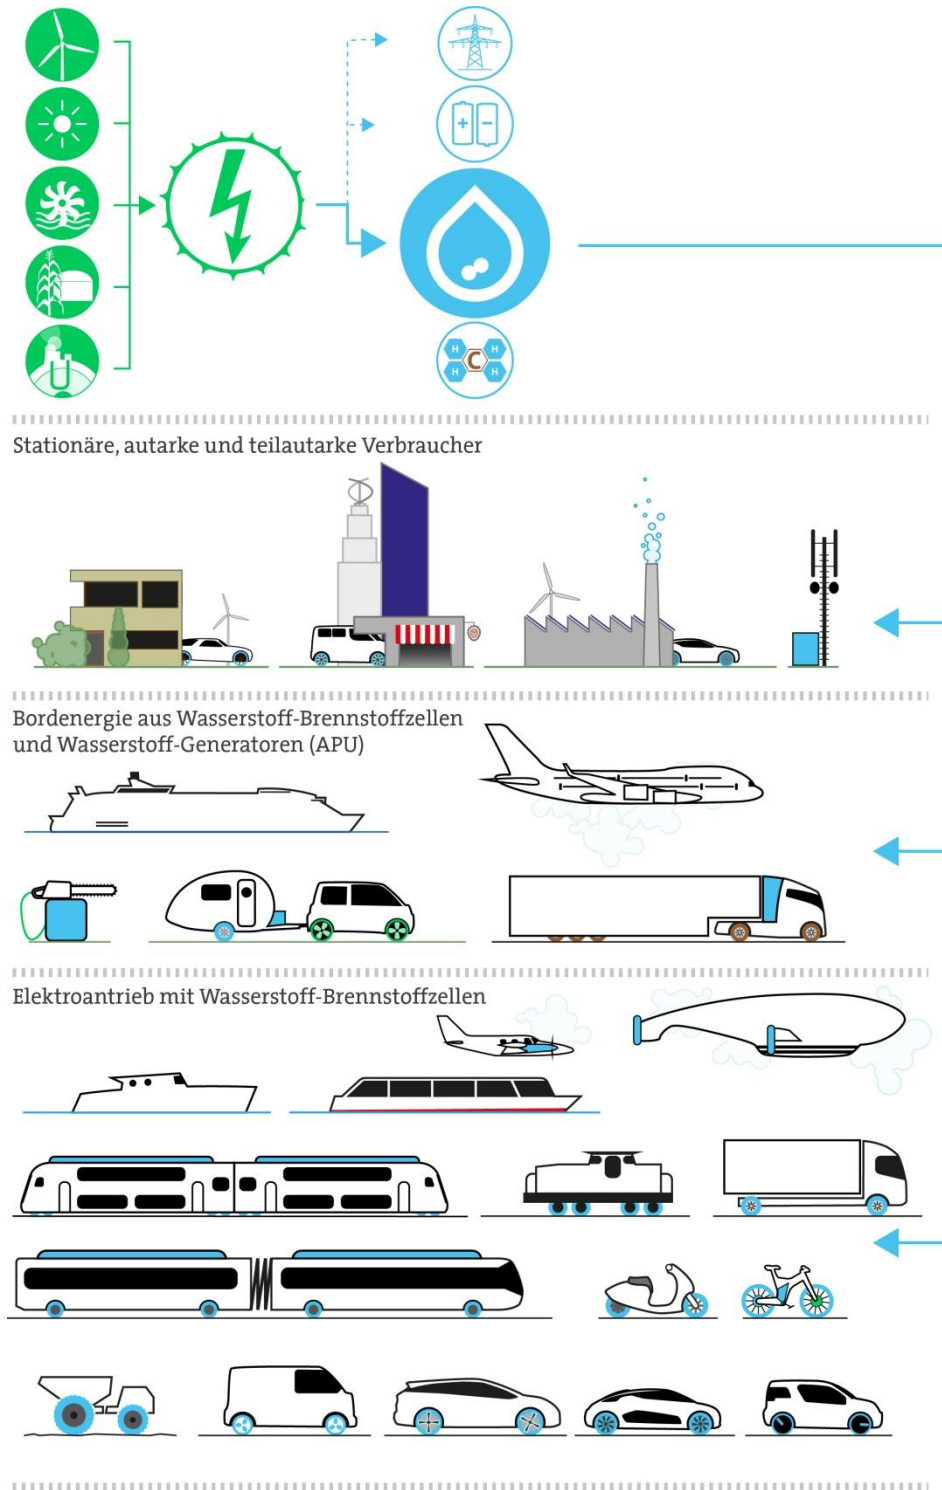 + −
H H
C
H H
Stationäre, autarke und teilautarke Verbraucher
Bordenergie aus Wasserstoff-Brennstoffzellen
und Wasserstoff-Generatoren (APU)
Elektroantrieb mit Wasserstoff-Brennstoffzellen